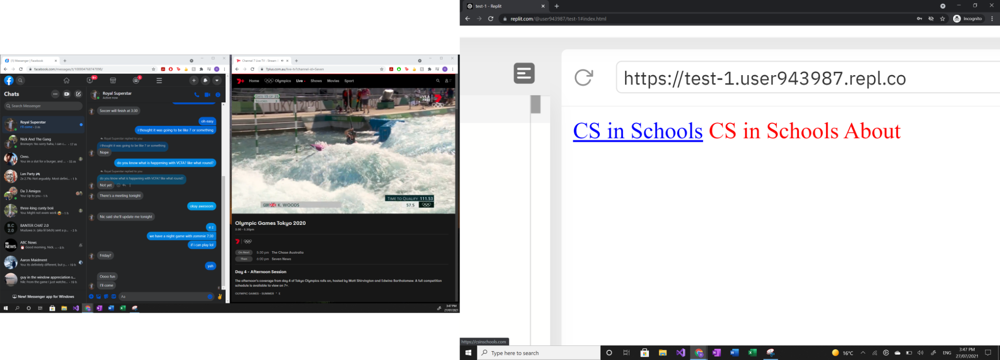 (1) Messenger | Facebook
facebook.com/messages/t/100004768747098/
Chats
Search Messenger
Royal Superstar
I'll come · 3 m
Nick And The Gang
Bronwyn: Yes sorry haha, I can c... · 17 m
Oreo.
You: im a slut for a burger, and ... · 55 m
Lan Party
2x 2.7%: Not arguably. Most defini... · 1 h
Da 3 Amigos
You: Up to you · 1 h
three-king cunty boii
You: Might not avem work · 1 h
B.C 2.0
BANTER CHAT 2.0
Muduwa Jr. (aka lil bitch) sent a p... · 3 h
ABC NEWS
ABC News
Good morning, Nick. ... · 8 h
Aaron Maidment
You: Its definitely different, but y... · 19 h
guy in the window appreciation s...
Nik: From the game I just watche... · 19 h
New! Messenger app for Windows
Royal Superstar
Active now
Soccer will finish at 3:30
oh easy
i thought it was going to be like 7 or something
Royal Superstar replied to you
i thought it was going to be like 7 or something
Nope
do you know what is happening with VCFA? like what round?
Royal Superstar replied to you
do you know what is happening with VCFA? like what round?
Not yet
There's a meeting tonight
okay aweseom
Nic said she'll update me tonight
e z
we have a night game with zommie 7:30
if i can play lol
Friday?
yah
Oooo fun
I'll come
Aa
Channel 7 Live TV - Stream
7plus.com.au/live-tv?channel-id=Seven
7+ Home Olympics Live Shows Movies Sport
GATE 15 OF 25
TOUCHES 3
LIVE & FREE 7
TOKYO 2020
GBR K. WOODS
TIME TO QUALIFY 111.53
57.5
Olympic Games Tokyo 2020
3:00 - 5:30pm
On Next 5:30 pm The Chase Australia
Then 6:00 pm Seven News
Day 4 - Afternoon Session
The afternoon's coverage from day 4 of Tokyo Olympics rolls on, hosted by Matt Shirvington and Edwina Bartholomew. A full competition
schedule is available to view on 7+.
OLYMPIC GAMES - SUMMER
3:47 PM
27/07/2021
test-1 - Replit
replit.com/@user943987/test-1#index.html
Incognito
https://test-1.user943987.repl.co
CS in Schools CS in Schools About
https://csinschools.com
Type here to search
16°C
ENG
3:47 PM
27/07/2021